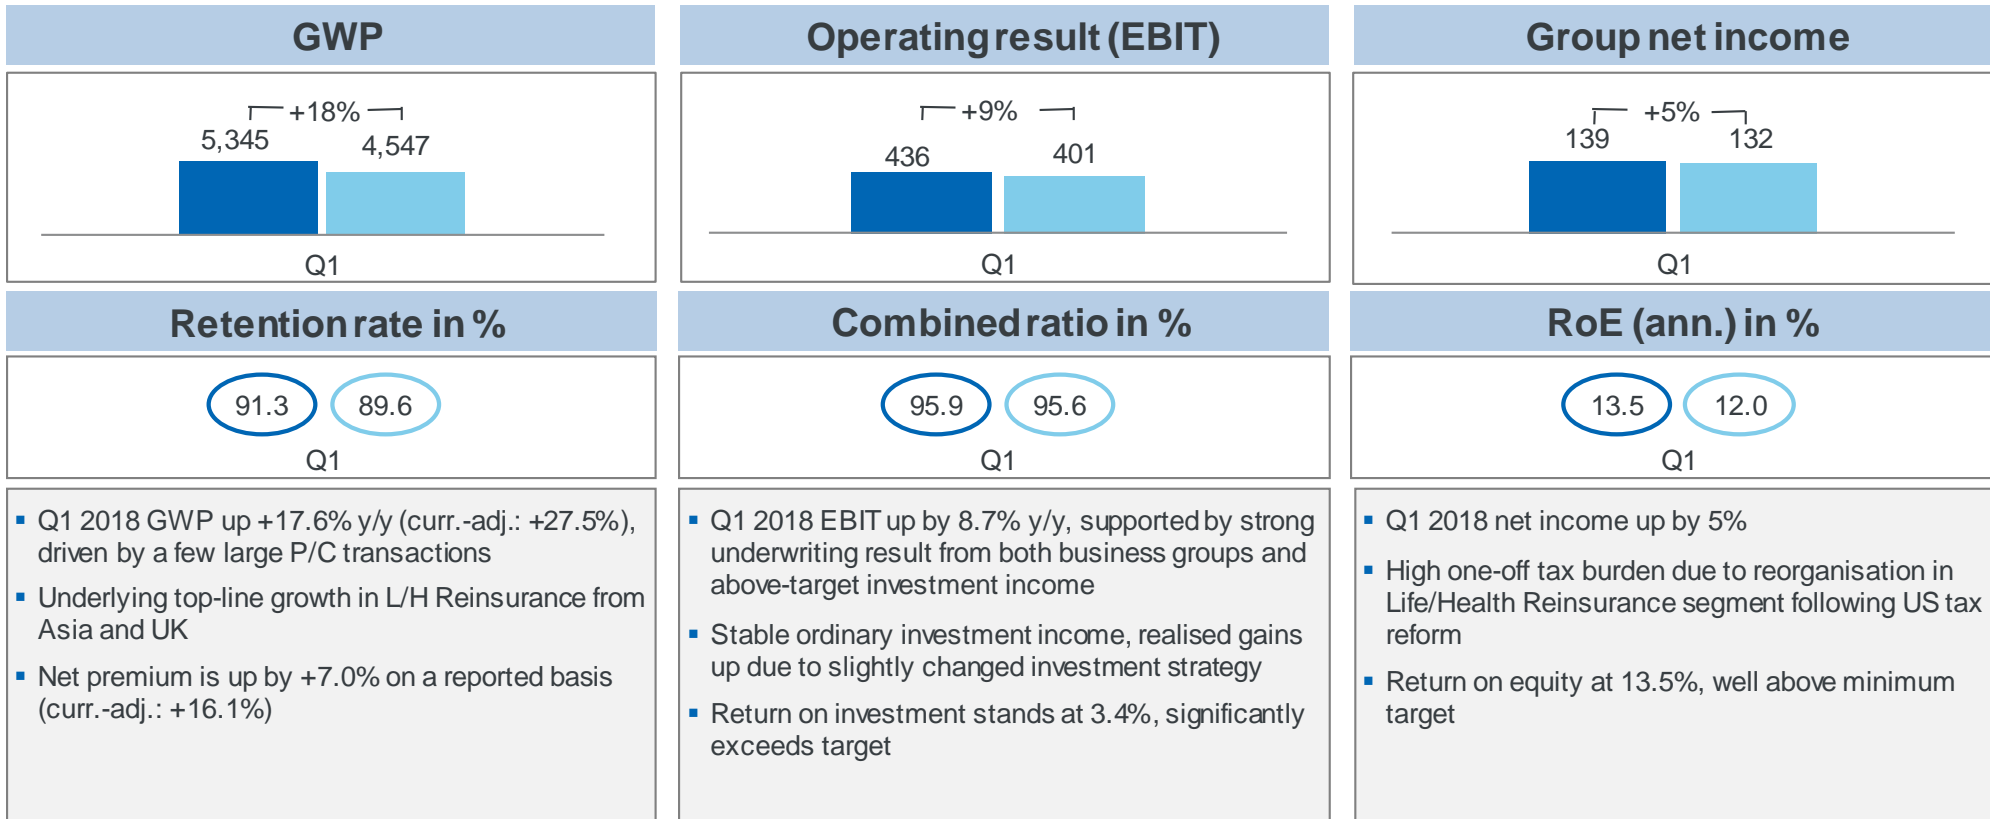 GWP
+18%
5,345
4,547
Q1
Operating result (EBIT)
+9%
436
401
Q1
Group net income
+5%
139
132
Q1
Retention rate in %
91.3
89.6
Q1
Combined ratio in %
95.9
95.6
Q1
RoE (ann.) in %
13.5
12.0
Q1
▪ Q1 2018 GWP up +17.6% y/y (curr.-adj.: +27.5%),
driven by a few large P/C transactions
▪ Underlying top-line growth in L/H Reinsurance from
Asia and UK
▪ Net premium is up by +7.0% on a reported basis
(curr.-adj.: +16.1%)
▪ Q1 2018 EBIT up by 8.7% y/y, supported by strong
underwriting result from both business groups and
above-target investment income
▪ Stable ordinary investment income, realised gains
up due to slightly changed investment strategy
▪ Return on investment stands at 3.4%, significantly
exceeds target
▪ Q1 2018 net income up by 5%
▪ High one-off tax burden due to reorganisation in
Life/Health Reinsurance segment following US tax
reform
▪ Return on equity at 13.5%, well above minimum
target